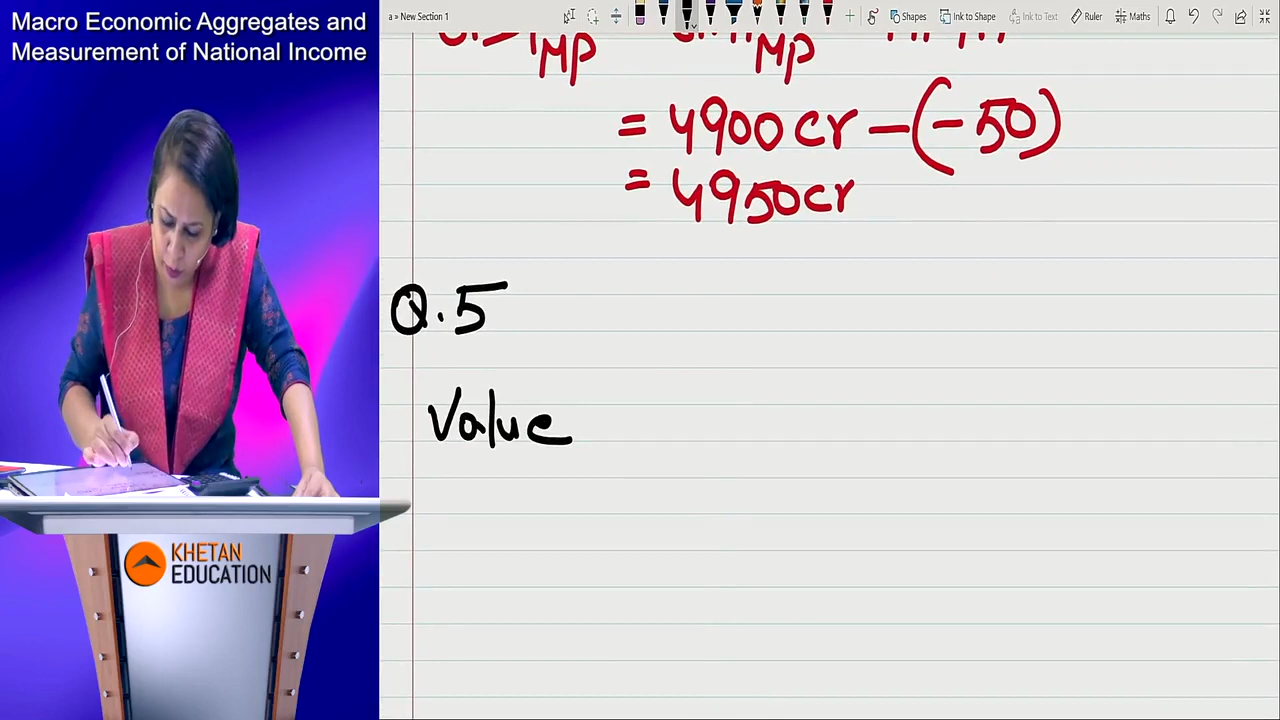 Macro Economic Aggregates and
Measurement of National Income
a » New Section 1
Shapes
Ink to Shape
Ink to Text
Ruler
Maths
MP MP
= 4900 cr - (-50)
= 4950 cr
Q.5
Value
KHETAN
EDUCATION